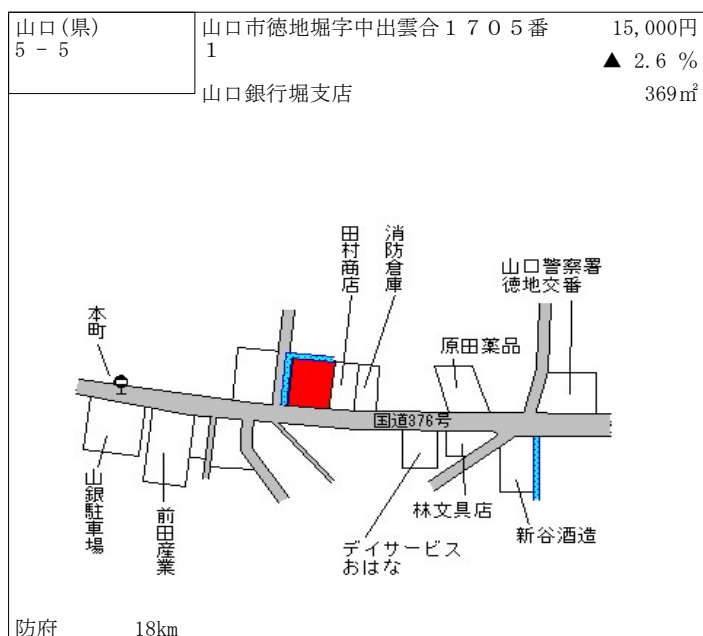 山口(県)
5 - 5
山口市徳地堀字中出雲合１７０５番
１
15,000円
▲ 2.6 %
山口銀行堀支店
369㎡
田村商店
消防倉庫
山口警察署
徳地交番
本町
原田薬品
国道376号
山銀駐車場
前田産業
林文具店
新谷酒造
デイサービス
おはな
防府
18km